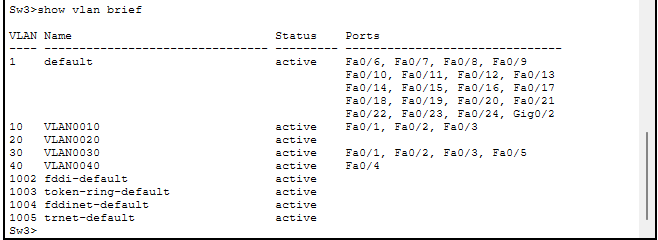 Sw3>show vlan brief
VLAN Name                             Status    Ports
---- -------------------------------- --------- -------------------------------
1    default                          active    Fa0/6, Fa0/7, Fa0/8, Fa0/9
                                                Fa0/10, Fa0/11, Fa0/12, Fa0/13
                                                Fa0/14, Fa0/15, Fa0/16, Fa0/17
                                                Fa0/18, Fa0/19, Fa0/20, Fa0/21
                                                Fa0/22, Fa0/23, Fa0/24, Gig0/2
10   VLAN0010                         active    Fa0/1, Fa0/2, Fa0/3
20   VLAN0020                         active
30   VLAN0030                         active    Fa0/1, Fa0/2, Fa0/3, Fa0/5
40   VLAN0040                         active    Fa0/4
1002 fddi-default                     active
1003 token-ring-default               active
1004 fddinet-default                  active
1005 trnet-default                    active
Sw3>